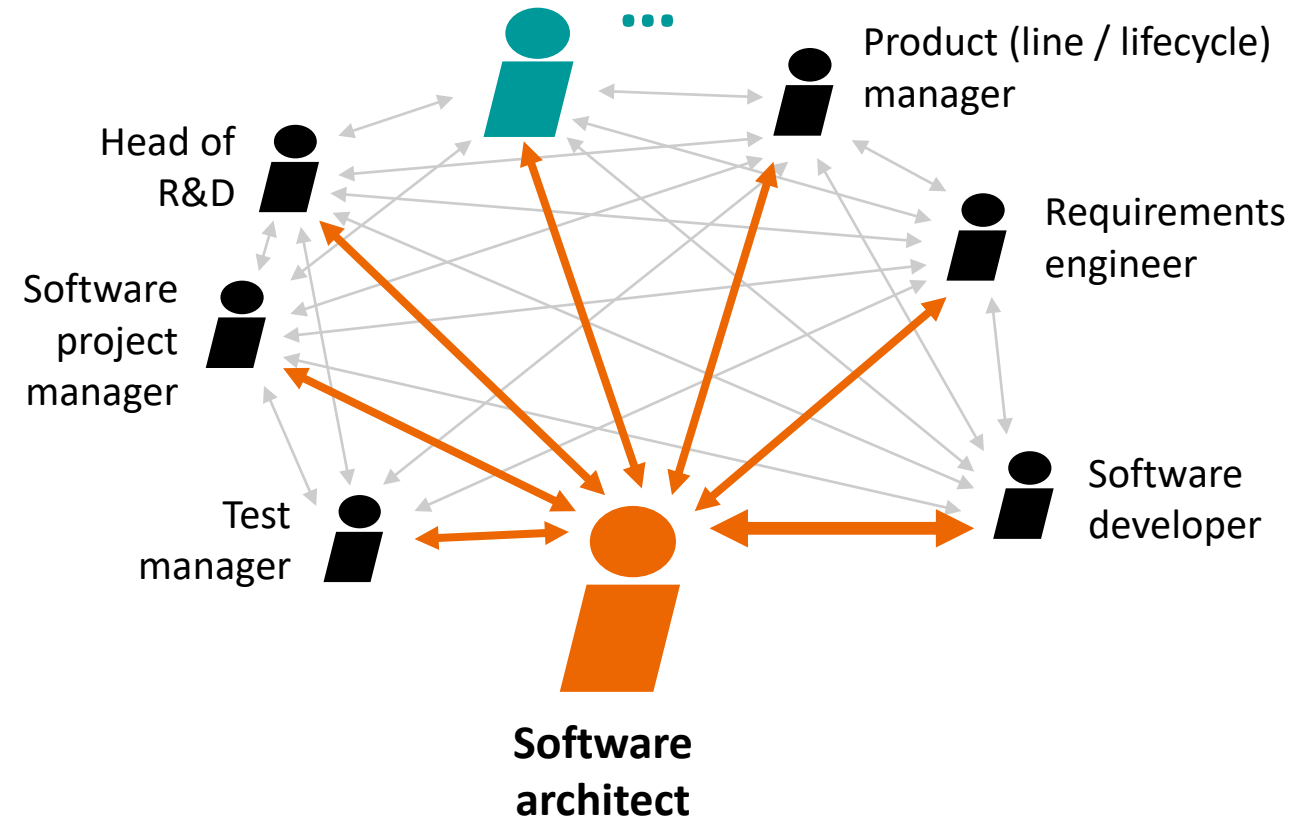 ...
Product (line / lifecycle)
manager
Head of
R&D
Requirements
engineer
Software
project
manager
Software
developer
Test
manager
Software
architect